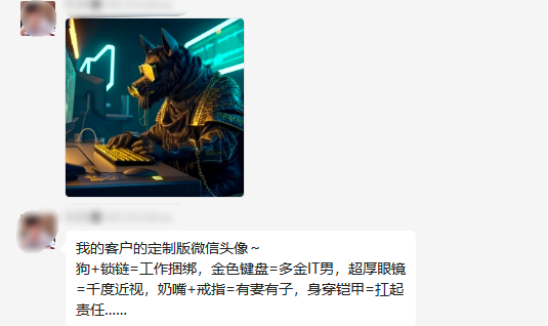 我的客户的定制版微信头像～
狗+锁链=工作捆绑，金色键盘=多金IT男，超厚眼镜
=千度近视，奶嘴+戒指=有妻有子，身穿铠甲=扛起
责任......